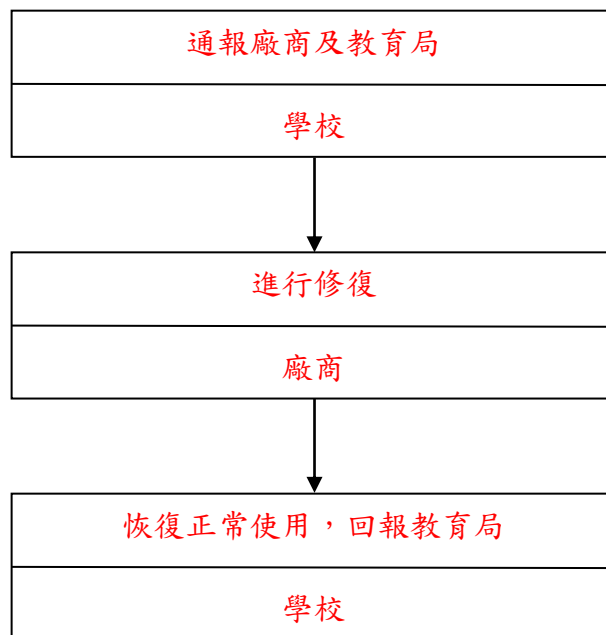 通報廠商及教育局
學校
進行修復
廠商
恢復正常使用，回報教育局
學校